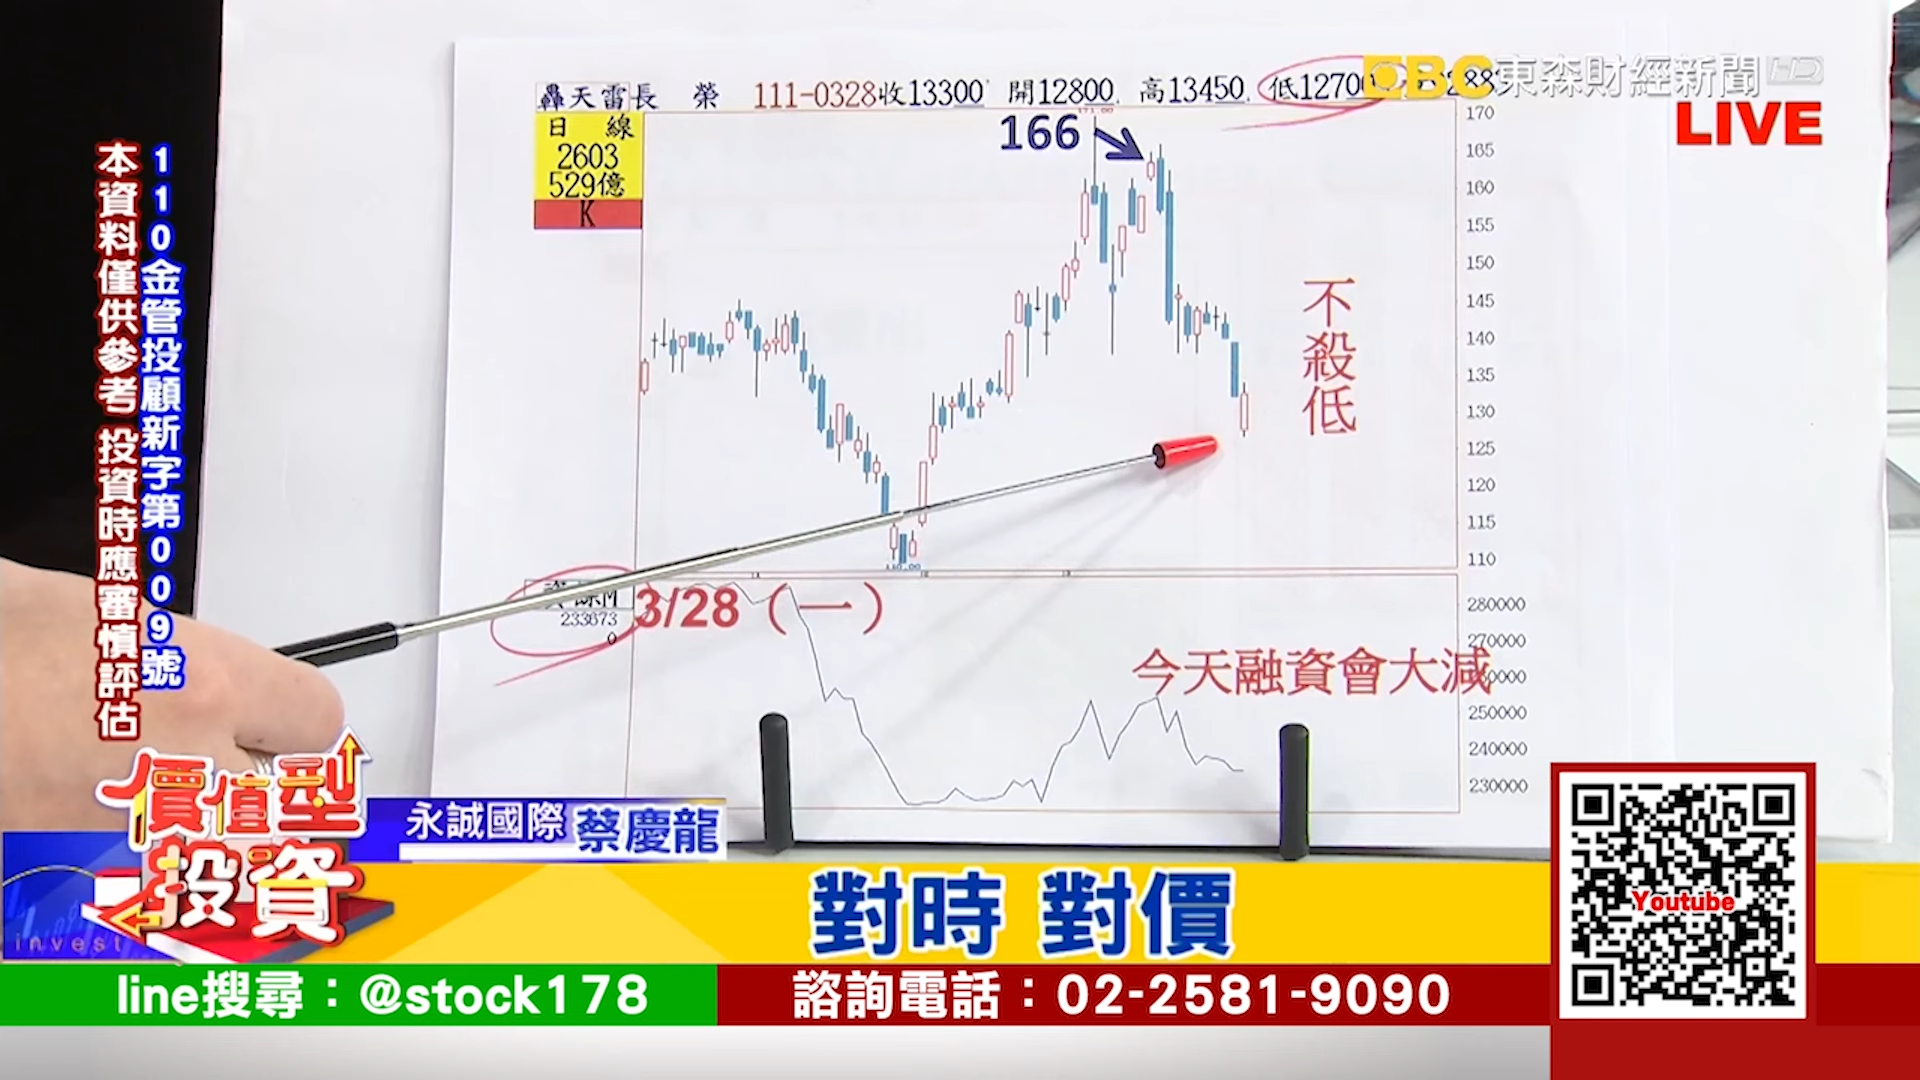 EBC東森財經新聞 HD
LIVE
轟天雷長 榮 111-0328收13300 開12800 高13450 低12700
日 線
2603
529億
K
171.00
166
170
165
160
155
150
145
140
135
130
125
120
115
110
不殺低
233673
0
3/28（一）
今天融資會大減
280000
270000
260000
250000
240000
230000
110金管投顧新字第009號
本資料僅供參考 投資時應審慎評估
價值型
投資
invest
永誠國際 蔡慶龍
對時 對價
line搜尋：@stock178
諮詢電話：02-2581-9090
Youtube